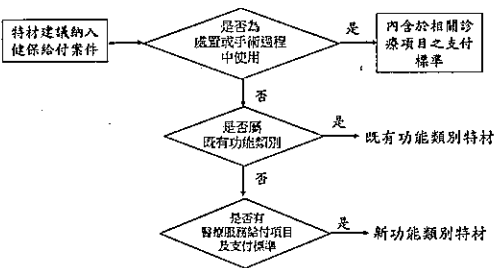 特材建議納入
健保給付案件
是否為
處置或手術過程
中使用
是
內含於相關診
療項目之支付
標準
否
是否屬
既有功能類別
是
既有功能類別特材
否
是否有
醫療服務給付項目
及支付標準
是
新功能類別特材